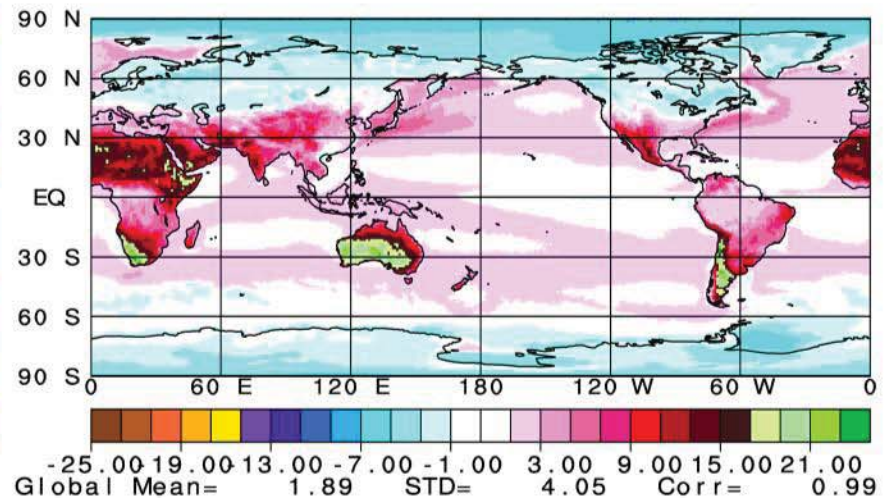 90 N
60 N
30 N
EQ
30 S
60 S
90 S
0 60 E 120 E 180 120 W 60 W 0
-25.00 -19.00 -13.00 -7.00 -1.00 3.00 9.00 15.00 21.00
Global Mean= 1.89 STD= 4.05 Corr= 0.99